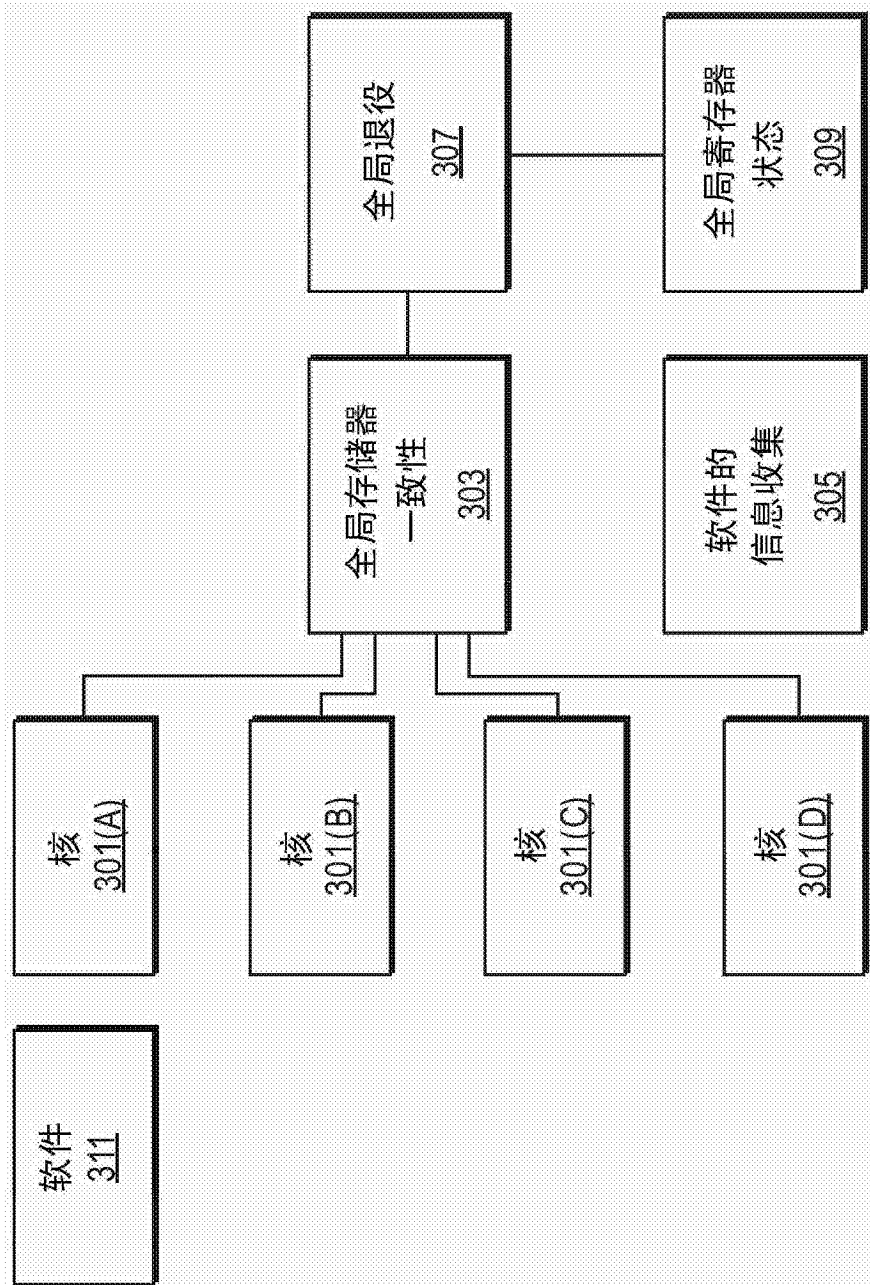 软件
311
核
301(A)
核
301(B)
核
301(C)
核
301(D)
全局存储器
一致性
303
软件的
信息收集
305
全局退役
307
全局寄存器
状态
309